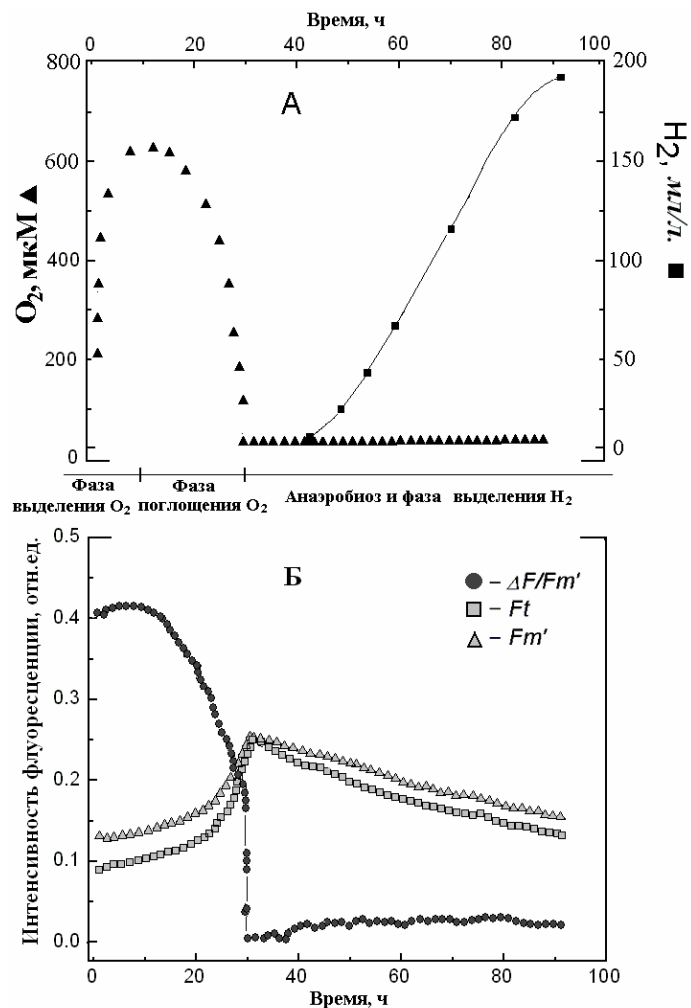 Время, ч
0 20 40 60 80 100
800 200
А
600 150
400 100
200 50
0 0
O₂, мкМ ▲
H₂, мл/л. ■
Фаза выделения O₂
Фаза поглощения O₂
Анаэробиоз и фаза выделения H₂
0.5
Б
– ΔF/Fm'
0.4
– Ft
– Fm'
0.3
0.2
0.1
0.0
Интенсивность флуоресценции, отн.ед.
0 20 40 60 80 100
Время, ч